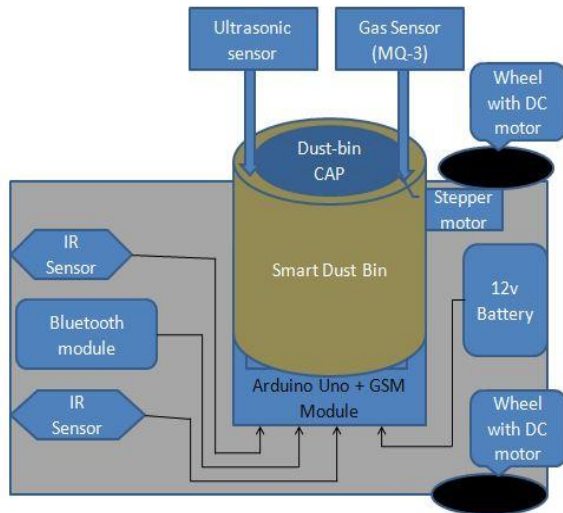 Ultrasonic
sensor
Gas Sensor
(MQ-3)
Wheel
with DC
motor
Dust-bin
CAP
Stepper
motor
IR
Sensor
Smart Dust Bin
12v
Battery
Bluetooth
module
Arduino Uno + GSM
Module
IR
Sensor
Wheel
with DC
motor